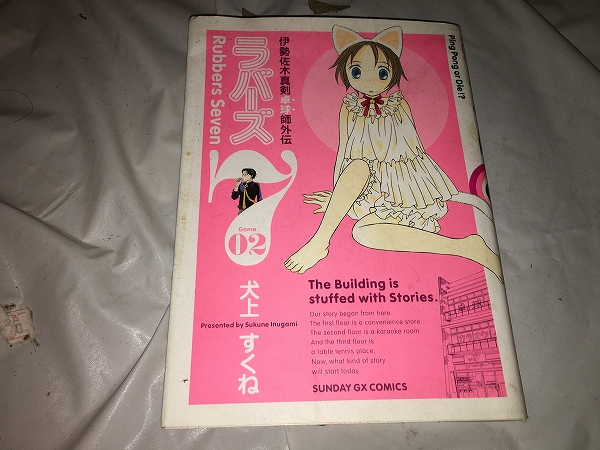 伊勢佐木真剣卓球師外伝
ラバーズ
7
Rubbers Seven
Game
02
犬上 すくね
Presented by Sukune Inugami
Pling Pong or Die!?
The Building is
stuffed with Stories.
Our story began from here.
The first floor is a convenience store.
The second floor is a karaoke room.
And the third floor is
a table tennis place.
Now, what kind of story
will start today.
SUNDAY GX COMICS